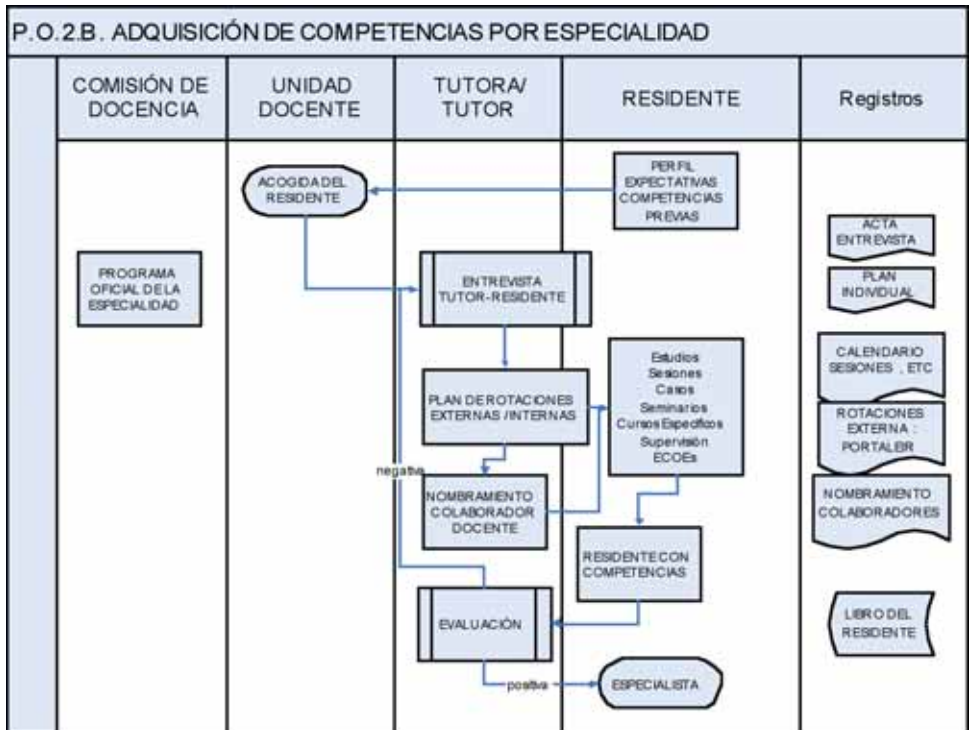 P.O.2.B. ADQUISICIÓN DE COMPETENCIAS POR ESPECIALIDAD
COMISIÓN DE
DOCENCIA
UNIDAD
DOCENTE
TUTORA/
TUTOR
RESIDENTE
Registros
ACOGIDA DEL
RESIDENTE
PERFIL
EXPECTATIVAS
COMPETENCIAS
PREVIAS
ACTA
ENTREVISTA
PROGRAMA
OFICIAL DE LA
ESPECIALIDAD
ENTREVISTA
TUTOR-RESIDENTE
PLAN
INDIVIDUAL
PLAN DE ROTACIONES
EXTERNAS / INTERNAS
Estudios
Sesiones
Casos
Seminarios
Cursos Específicos
Supervisión
ECOEs
CALENDARIO
SESIONES , ETC
ROTACIONES
EXTERNA :
PORTALEIR
negativa
NOMBRAMIENTO
COLABORADOR
DOCENTE
NOMBRAMIENTO
COLABORADORES
RESIDENTE CON
COMPETENCIAS
EVALUACIÓN
LIBRO DEL
RESIDENTE
positiva
ESPECIALISTA